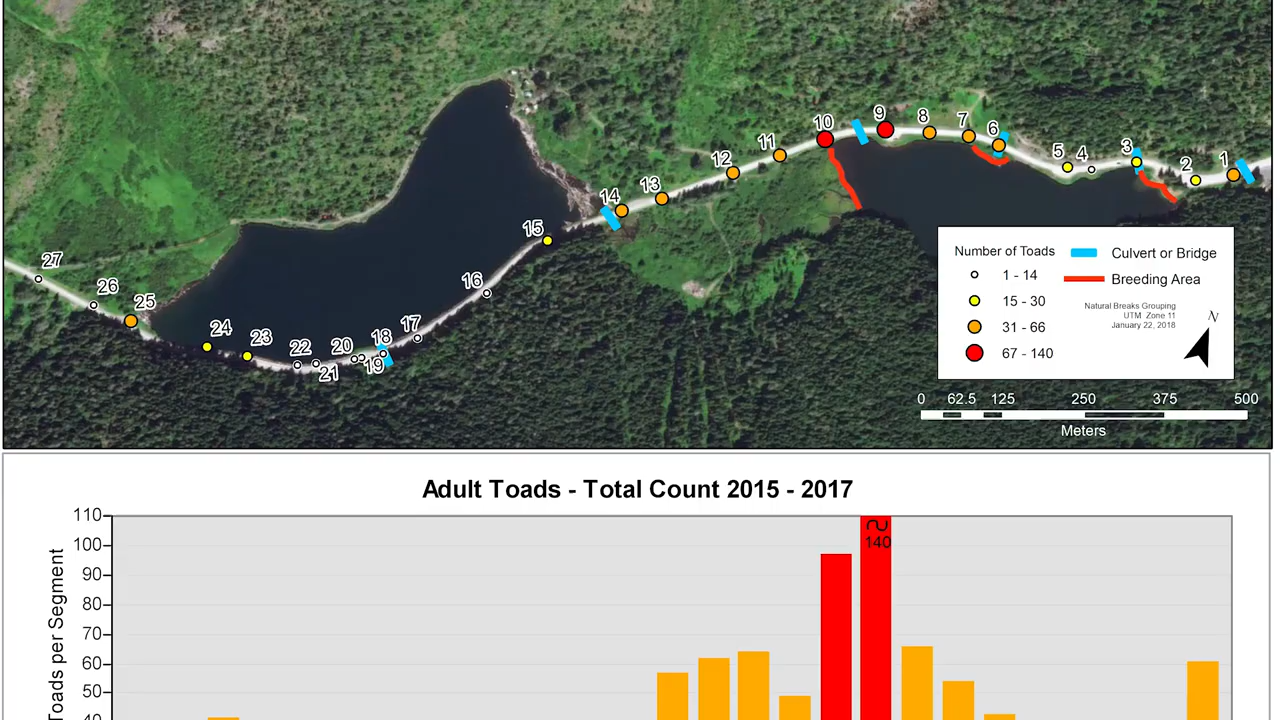 10
9
8
7
6
5
4
3
2
1
11
12
13
14
15
16
17
18
19
20
21
22
23
24
25
26
27
Number of Toads
1 - 14
15 - 30
31 - 66
67 - 140
Culvert or Bridge
Breeding Area
Natural Breaks Grouping
UTM Zone 11
January 22, 2018
N
0 62.5 125 250 375 500
Meters
Adult Toads - Total Count 2015 - 2017
Toads per Segment
110
100
90
80
70
60
50
40
140